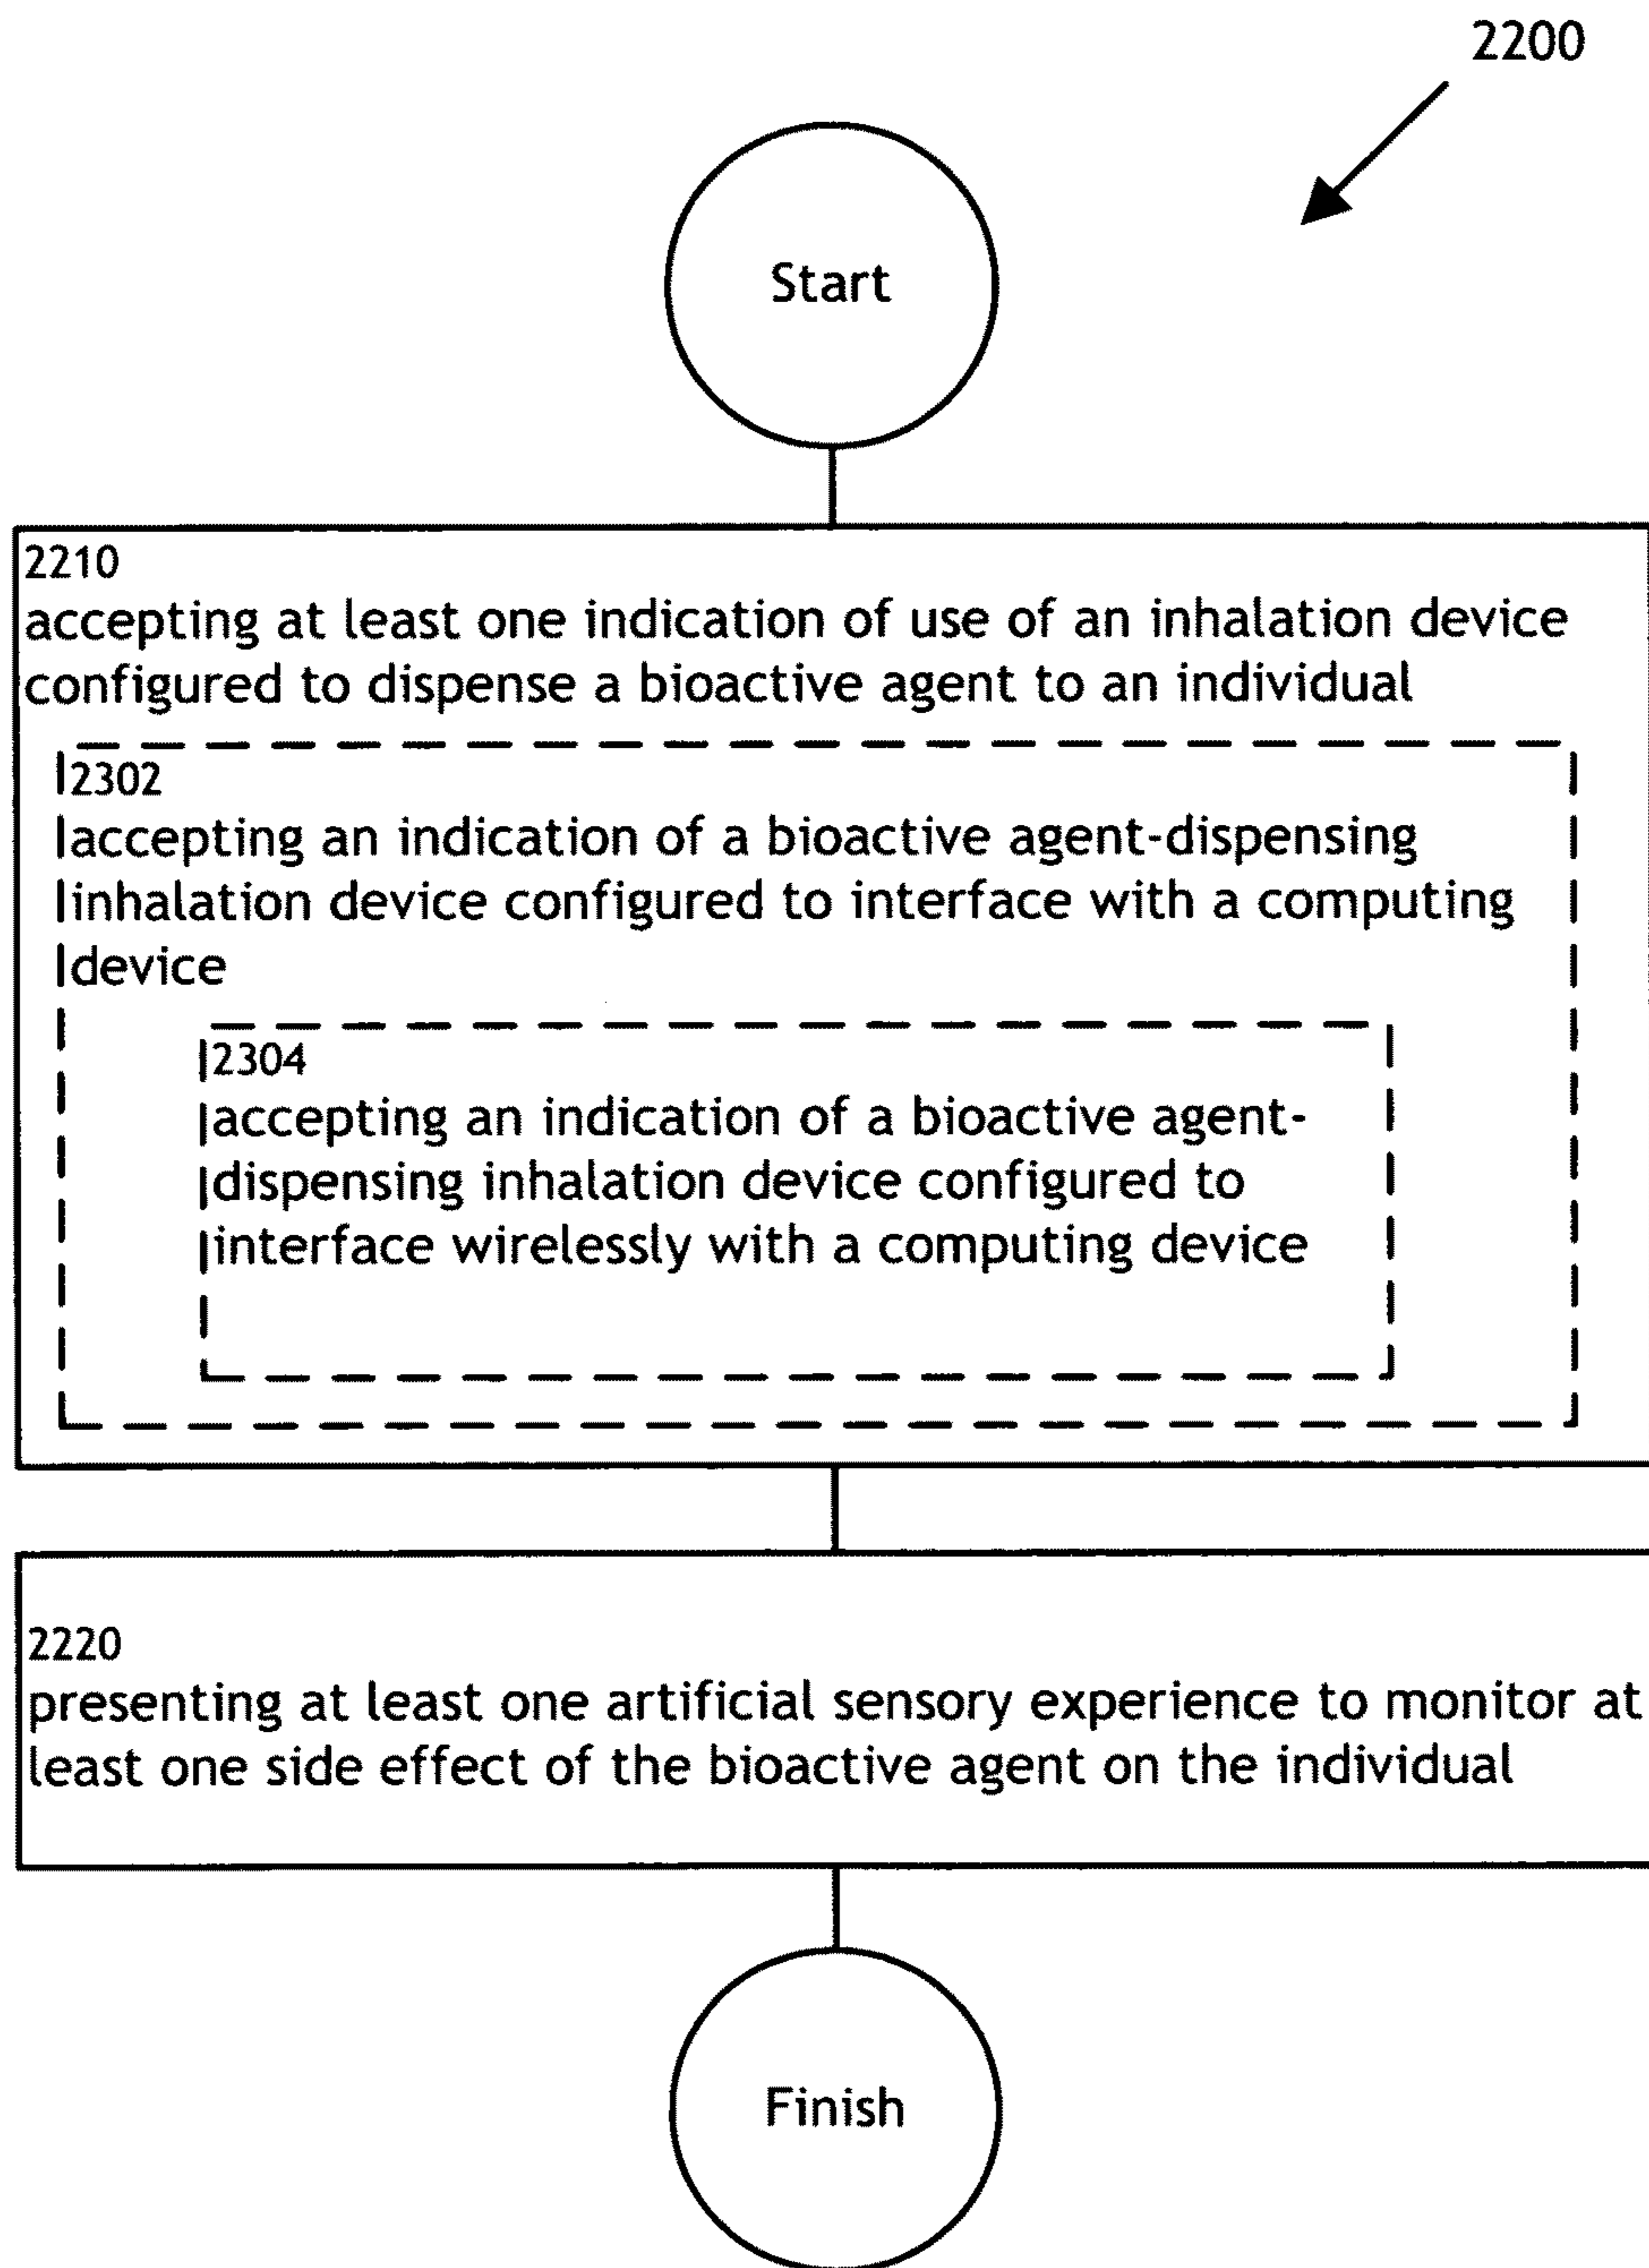 2200
Start
2210
accepting at least one indication of use of an inhalation device
configured to dispense a bioactive agent to an individual
2302
accepting an indication of a bioactive agent-dispensing
inhalation device configured to interface with a computing
device
2304
accepting an indication of a bioactive agent-
dispensing inhalation device configured to
interface wirelessly with a computing device
2220
presenting at least one artificial sensory experience to monitor at
least one side effect of the bioactive agent on the individual
Finish